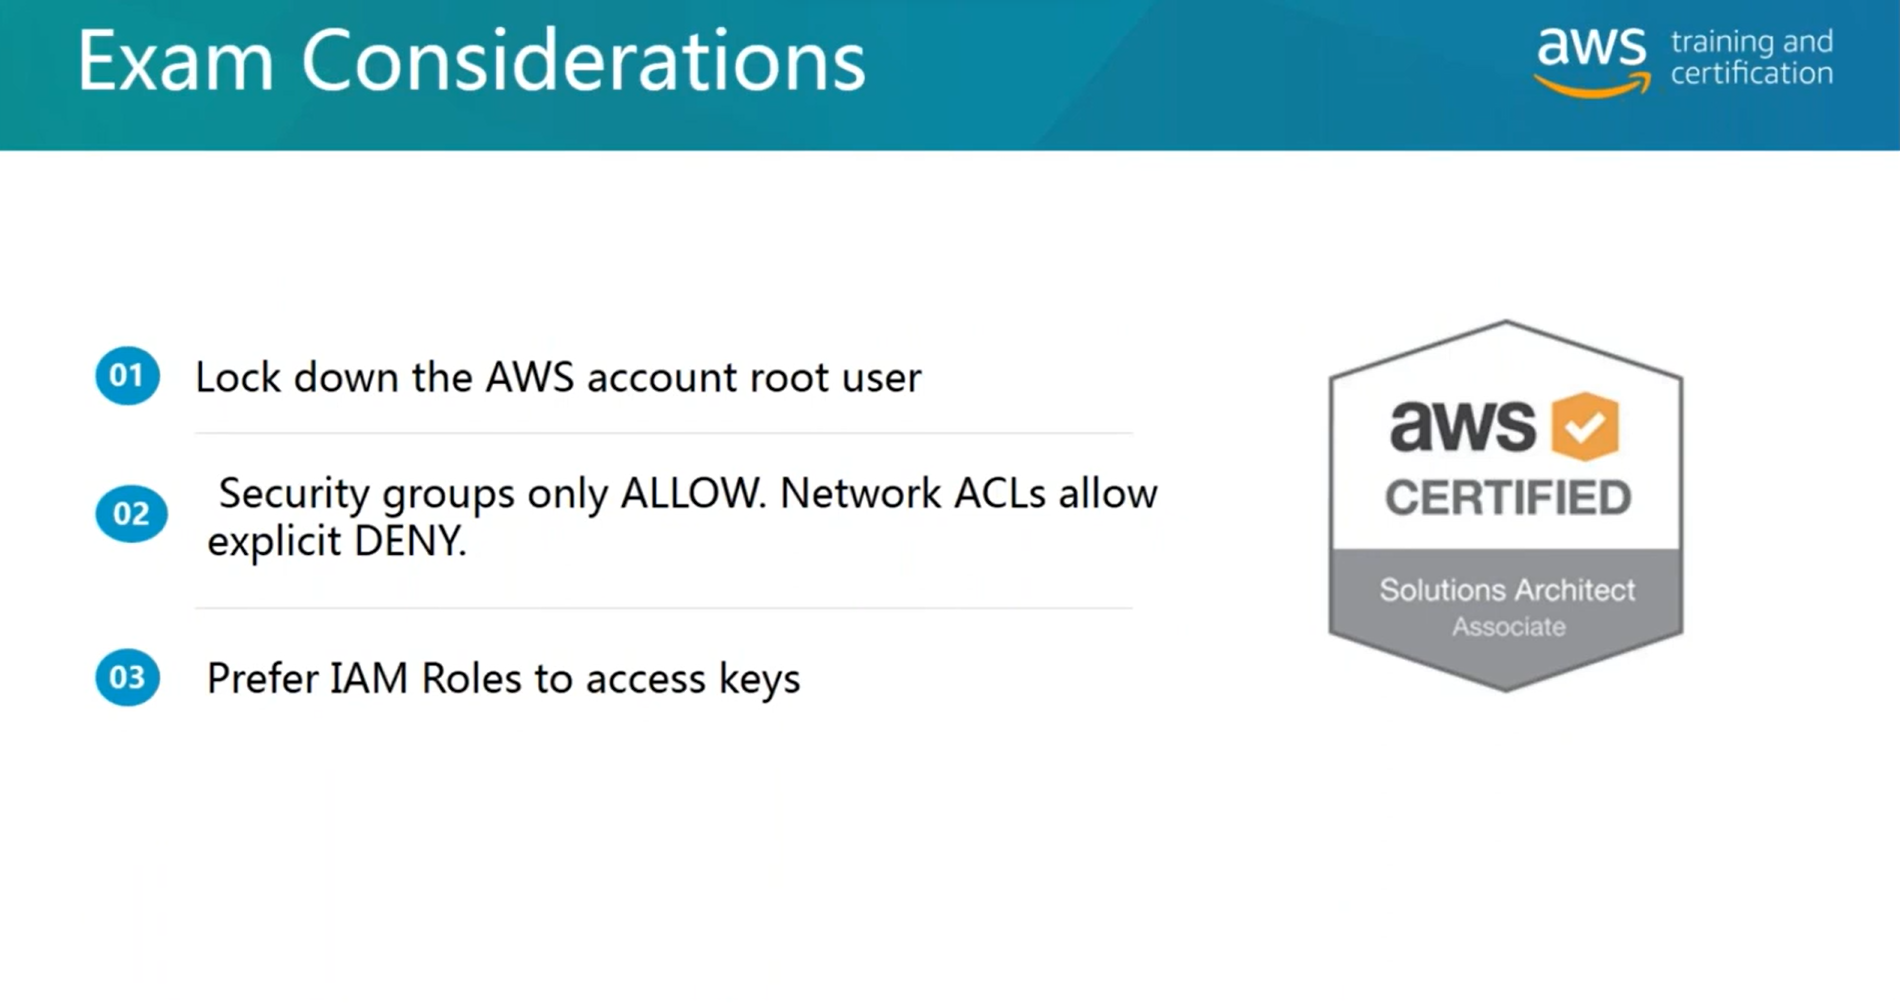 Exam Considerations
aws training and
certification
01 Lock down the AWS account root user
02 Security groups only ALLOW. Network ACLs allow
explicit DENY.
03 Prefer IAM Roles to access keys
aws
CERTIFIED
Solutions Architect
Associate